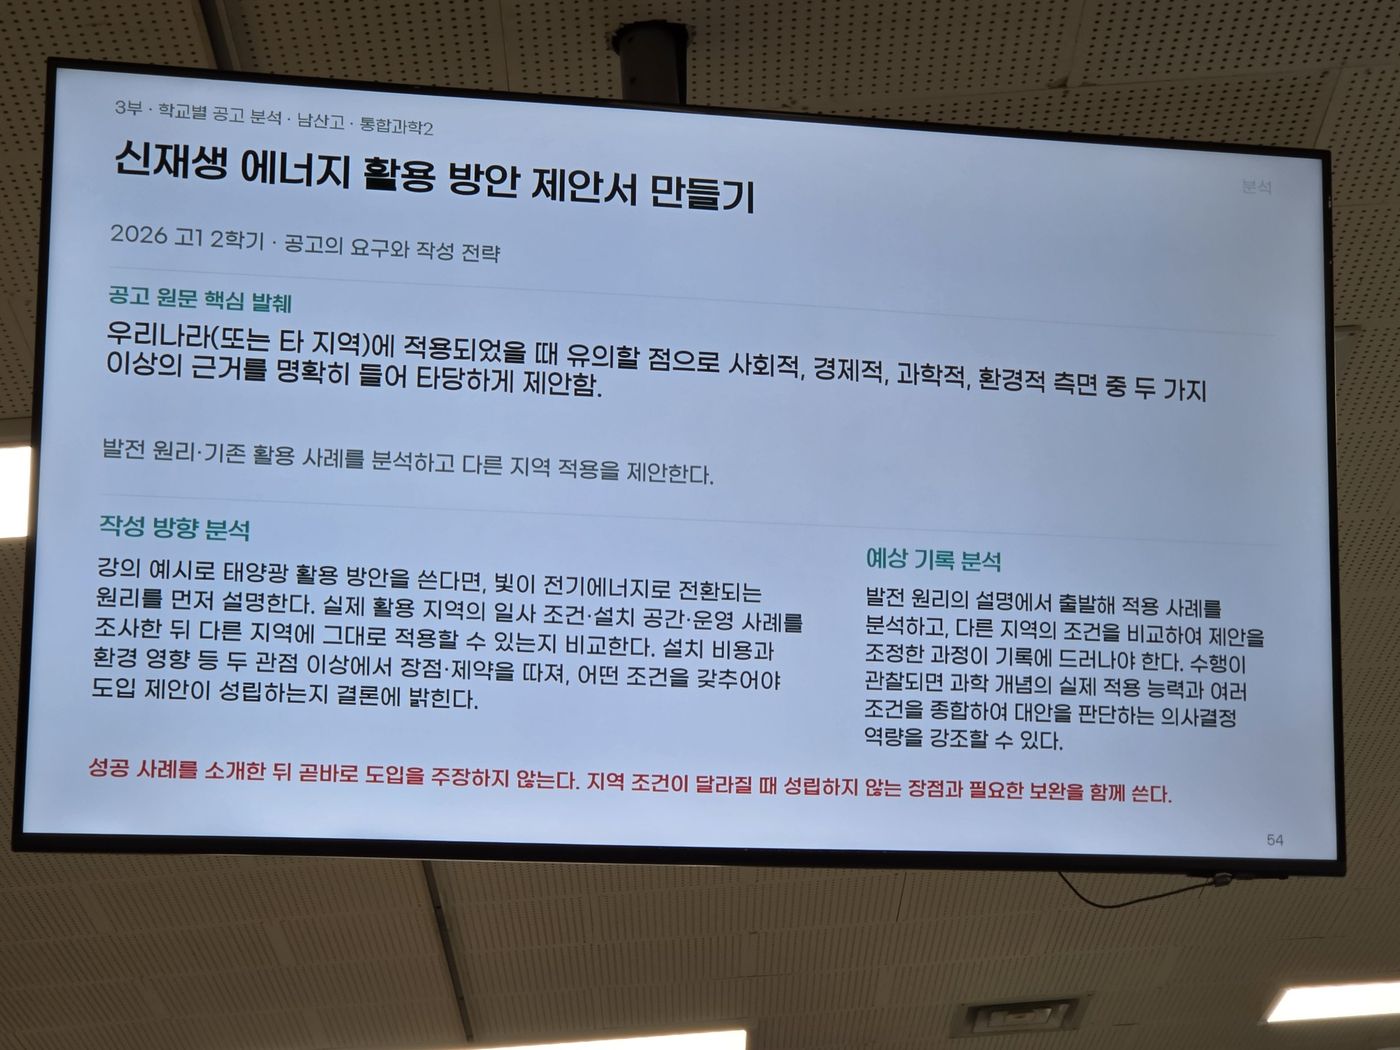 3부 · 학교별 공고 분석 · 남산고 · 통합과학2
분석
신재생 에너지 활용 방안 제안서 만들기
2026 고1 2학기 · 공고의 요구와 작성 전략
공고 원문 핵심 발췌
우리나라(또는 타 지역)에 적용되었을 때 유의할 점으로 사회적, 경제적, 과학적, 환경적 측면 중 두 가지
이상의 근거를 명확히 들어 타당하게 제안함.
발전 원리·기존 활용 사례를 분석하고 다른 지역 적용을 제안한다.
작성 방향 분석
강의 예시로 태양광 활용 방안을 쓴다면, 빛이 전기에너지로 전환되는
원리를 먼저 설명한다. 실제 활용 지역의 일사 조건·설치 공간·운영 사례를
조사한 뒤 다른 지역에 그대로 적용할 수 있는지 비교한다. 설치 비용과
환경 영향 등 두 관점 이상에서 장점·제약을 따져, 어떤 조건을 갖추어야
도입 제안이 성립하는지 결론에 밝힌다.
예상 기록 분석
발전 원리의 설명에서 출발해 적용 사례를
분석하고, 다른 지역의 조건을 비교하여 제안을
조정한 과정이 기록에 드러나야 한다. 수행이
관찰되면 과학 개념의 실제 적용 능력과 여러
조건을 종합하여 대안을 판단하는 의사결정
역량을 강조할 수 있다.
성공 사례를 소개한 뒤 곧바로 도입을 주장하지 않는다. 지역 조건이 달라질 때 성립하지 않는 장점과 필요한 보완을 함께 쓴다.
54